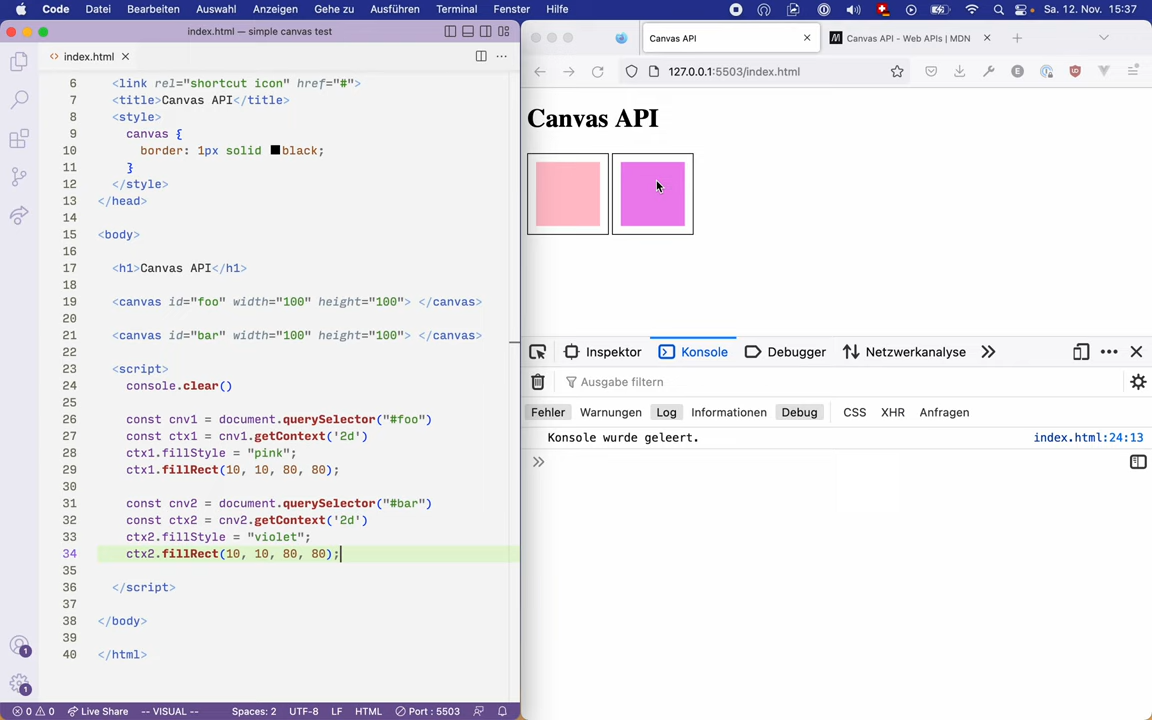 Code Datei Bearbeiten Auswahl Anzeigen Gehe zu Ausführen Terminal Fenster Hilfe Sa. 12. Nov. 15:37
index.html — simple canvas test
index.html
6 <link rel="shortcut icon" href="#">
7 <title>Canvas API</title>
8 <style>
9 canvas {
10 border: 1px solid black;
11 }
12 </style>
13 </head>
14
15 <body>
16
17 <h1>Canvas API</h1>
18
19 <canvas id="foo" width="100" height="100"> </canvas>
20
21 <canvas id="bar" width="100" height="100"> </canvas>
22
23 <script>
24 console.clear()
25
26 const cnv1 = document.querySelector("#foo")
27 const ctx1 = cnv1.getContext('2d')
28 ctx1.fillStyle = "pink";
29 ctx1.fillRect(10, 10, 80, 80);
30
31 const cnv2 = document.querySelector("#bar")
32 const ctx2 = cnv2.getContext('2d')
33 ctx2.fillStyle = "violet";
34 ctx2.fillRect(10, 10, 80, 80);
35
36 </script>
37
38 </body>
39
40 </html>
1
1
0 0 Live Share -- VISUAL -- Spaces: 2 UTF-8 LF HTML Port : 5503
Canvas API
Canvas API - Web APIs | MDN
127.0.0.1:5503/index.html
Canvas API
Inspektor Konsole Debugger Netzwerkanalyse
Ausgabe filtern
Fehler Warnungen Log Informationen Debug CSS XHR Anfragen
Konsole wurde geleert. index.html:24:13